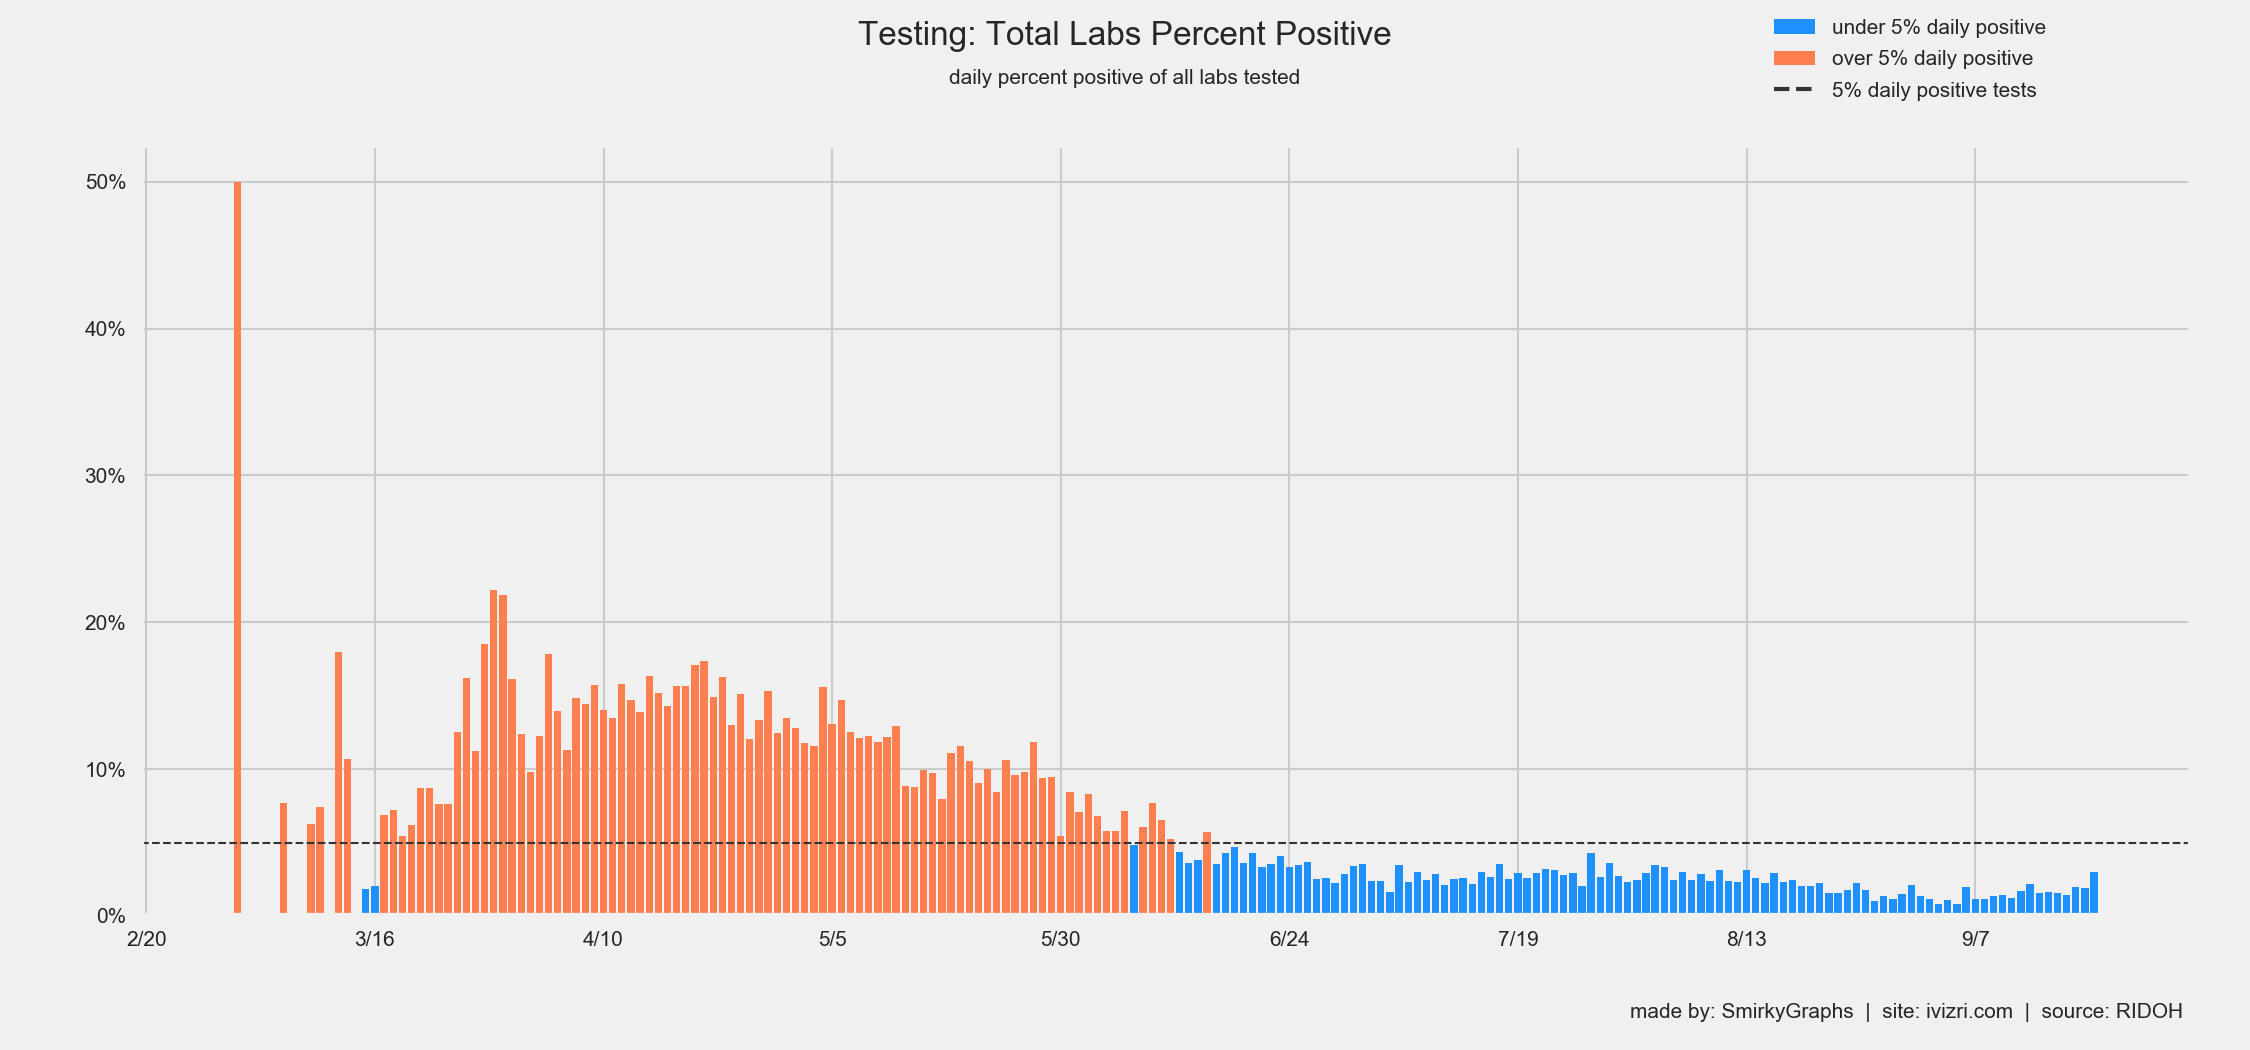 Testing: Total Labs Percent Positive
daily percent positive of all labs tested
under 5% daily positive
over 5% daily positive
5% daily positive tests
50%
40%
30%
20%
10%
0%
2/20 3/16 4/10 5/5 5/30 6/24 7/19 8/13 9/7
made by: SmirkyGraphs | site: ivizri.com | source: RIDOH